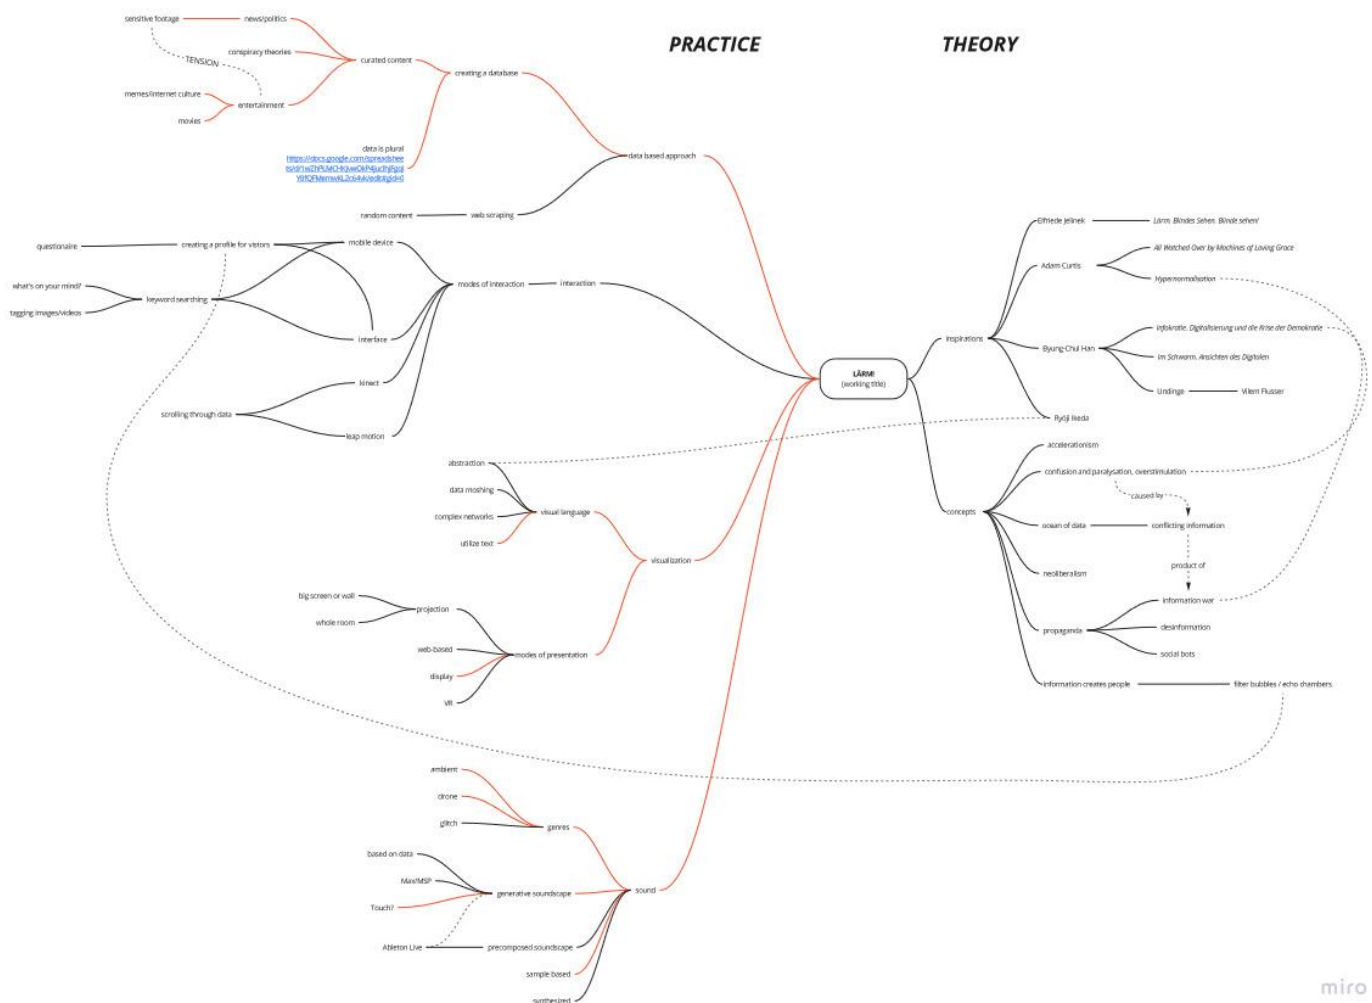 PRACTICE
THEORY
sensitive footage
news/politics
conspiracy theories
TENSION
curated content
creating a database
memes/internet culture
entertainment
movies
data is plural
https://docs.google.com/spreadshee
data based approach
random content
web scraping
questionaire
creating a profile for vistors
mobile device
what's on your mind?
keyword searching
tagging images/videos
modes of interaction
interaction
interface
kinect
scrolling through data
leap motion
abstraction
data moshing
complex networks
utilize text
visual language
visualization
big screen or wall
projection
whole room
web-based
modes of presentation
display
VR
ambient
drone
glitch
genres
based on data
Max/MSP
generative soundscape
Touch?
sound
Ableton Live
precomposed soundscape
sample based
synthesized
LÄRM!
(working title)
inspirations
Elfriede Jelinek
Lärm. Blindes Sehen. Blinde sehen!
Adam Curtis
All Watched Over by Machines of Loving Grace
Hypernormalisation
Byung-Chul Han
Infokratie. Digitalisierung und die Krise der Demokratie
Im Schwarm. Ansichten des Digitalen
Undinge
Vilem Flusser
Ryōji Ikeda
concepts
accelerationism
confusion and paralysation, overstimulation
caused by
ocean of data
conflicting information
neoliberalism
product of
propaganda
information war
desinformation
social bots
information creates people
filter bubbles / echo chambers
miro